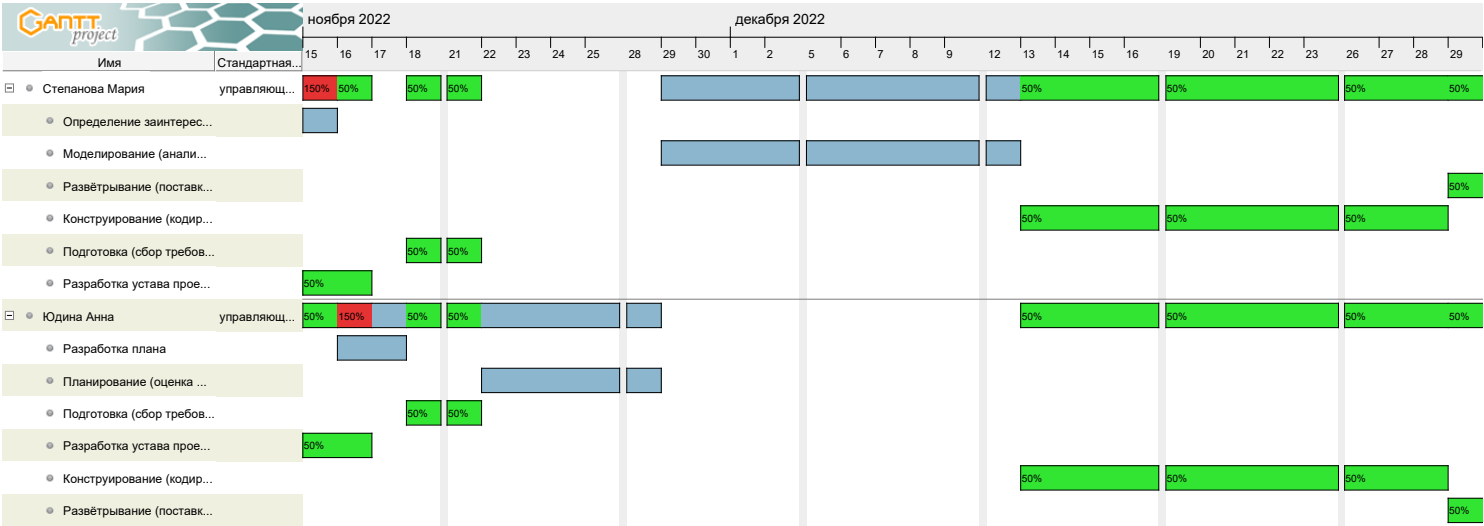 GANTT
project
ноября 2022
декабря 2022
Имя
Стандартная...
15 16 17 18 21 22 23 24 25 28 29 30 1 2 5 6 7 8 9 12 13 14 15 16 19 20 21 22 23 26 27 28 29
Степанова Мария управляющ... 150% 50% 50% 50% 50% 50% 50% 50%
Определение заинтерес...
Моделирование (анали...
Развётрывание (поставк... 50%
Конструирование (кодир... 50% 50% 50%
Подготовка (сбор требов... 50% 50%
Разработка устава прое... 50%
Юдина Анна управляющ... 50% 150% 50% 50% 50% 50% 50% 50%
Разработка плана
Планирование (оценка ...
Подготовка (сбор требов... 50% 50%
Разработка устава прое... 50%
Конструирование (кодир... 50% 50% 50%
Развётрывание (поставк... 50%